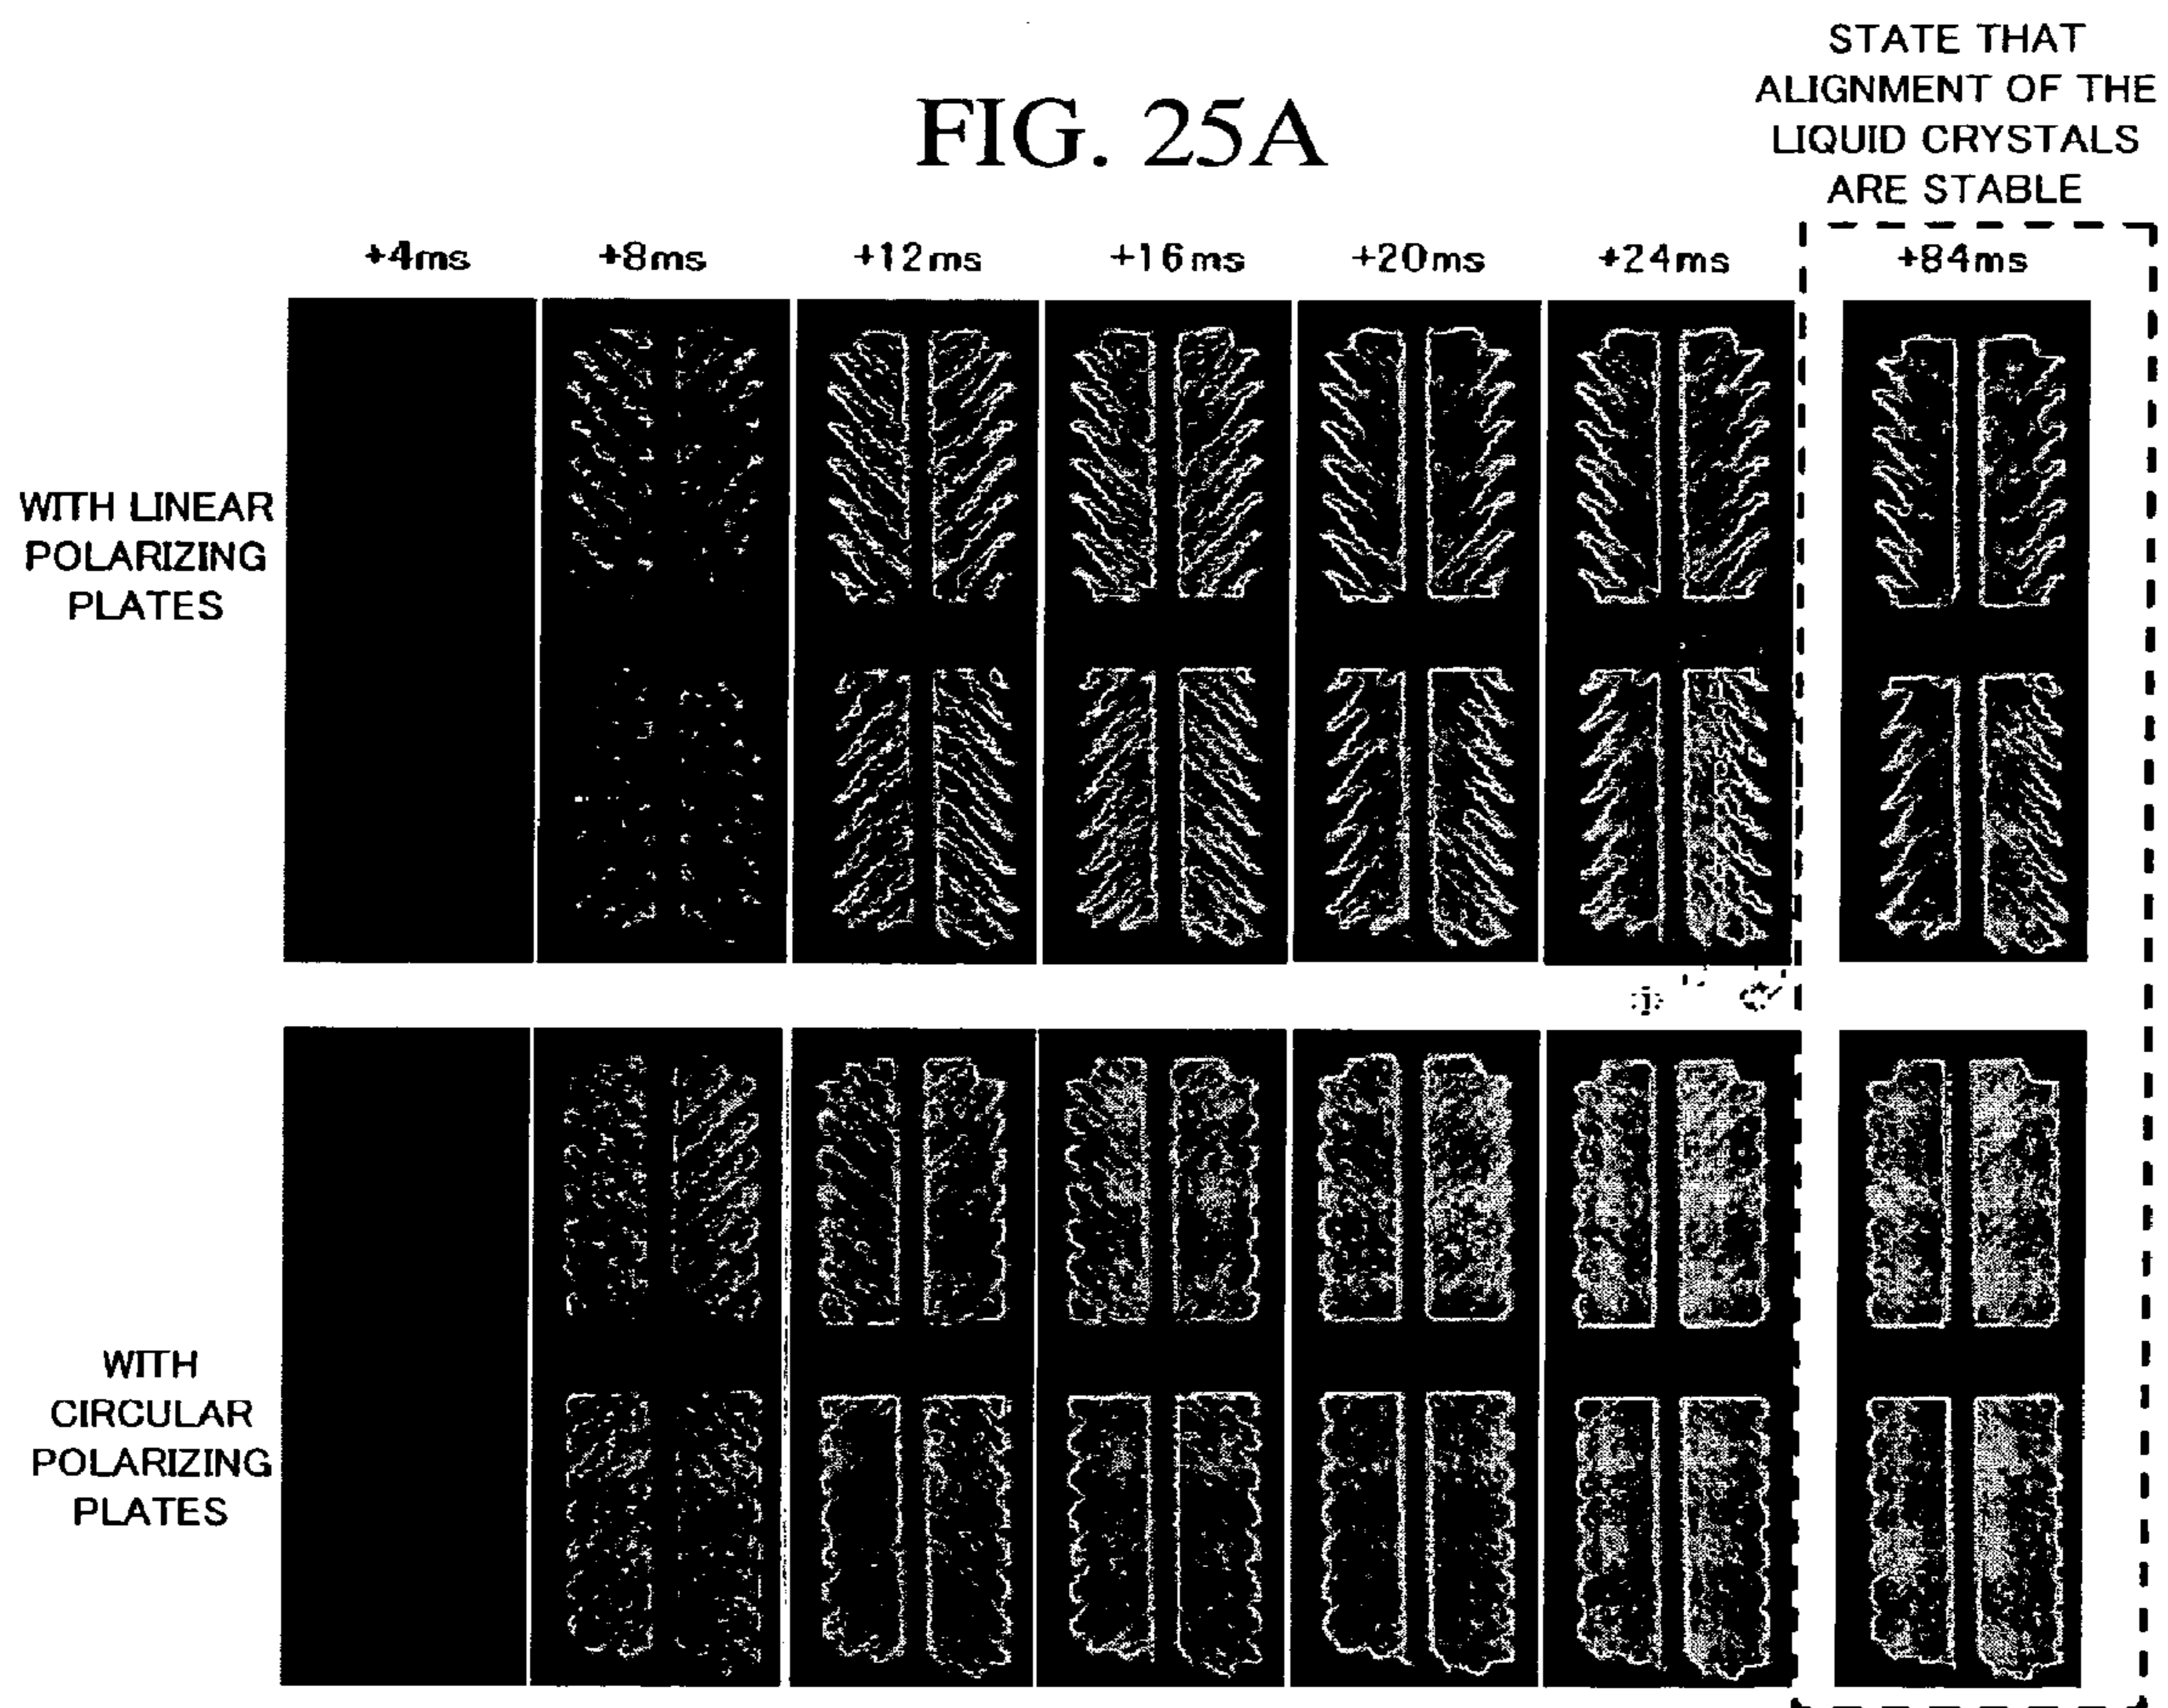 STATE THAT
ALIGNMENT OF THE
LIQUID CRYSTALS
ARE STABLE
FIG. 25A
+4ms +8ms +12ms +16ms +20ms +24ms +84ms
WITH LINEAR
POLARIZING
PLATES
WITH
CIRCULAR
POLARIZING
PLATES